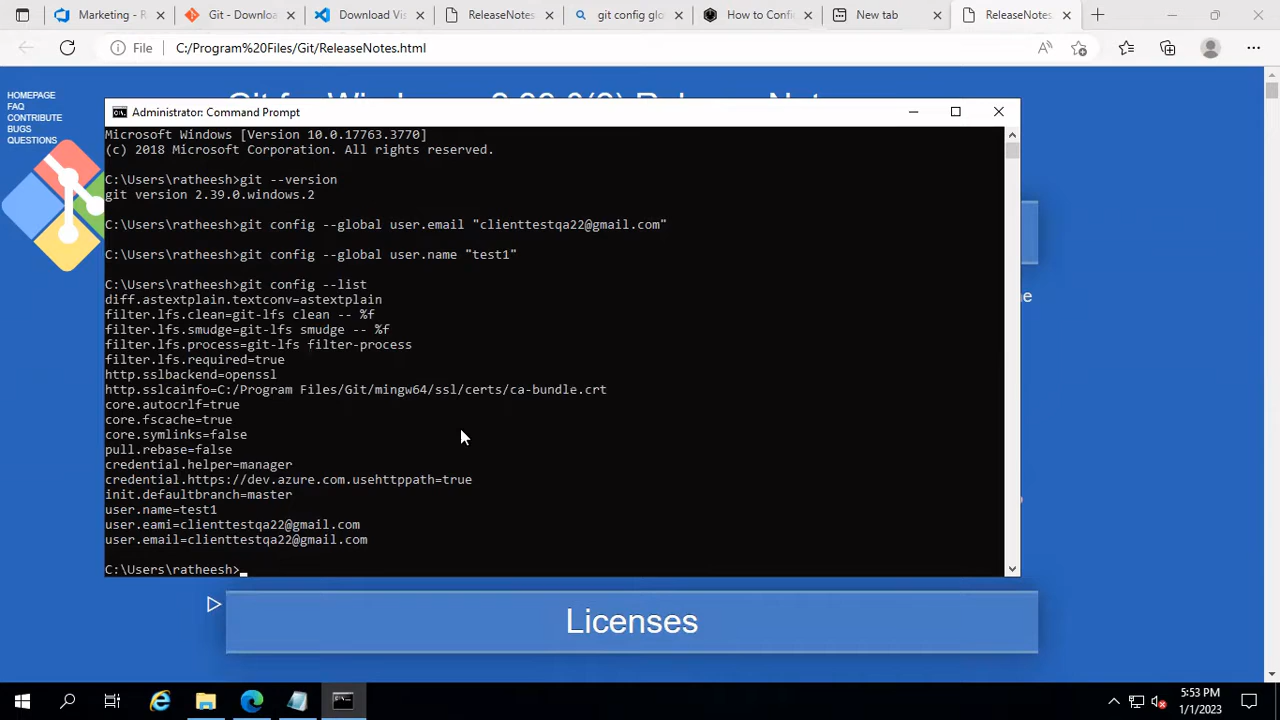 Marketing - R
Git - Downloa
Download Vis
ReleaseNotes
git config glo
How to Confi
New tab
ReleaseNotes
File
C:/Program%20Files/Git/ReleaseNotes.html
HOMEPAGE
FAQ
CONTRIBUTE
BUGS
QUESTIONS
Administrator: Command Prompt
Microsoft Windows [Version 10.0.17763.3770]
(c) 2018 Microsoft Corporation. All rights reserved.
C:\Users\ratheesh>git --version
git version 2.39.0.windows.2
C:\Users\ratheesh>git config --global user.email "clienttestqa22@gmail.com"
C:\Users\ratheesh>git config --global user.name "test1"
C:\Users\ratheesh>git config --list
diff.astextplain.textconv=astextplain
filter.lfs.clean=git-lfs clean -- %f
filter.lfs.smudge=git-lfs smudge -- %f
filter.lfs.process=git-lfs filter-process
filter.lfs.required=true
http.sslbackend=openssl
http.sslcainfo=C:/Program Files/Git/mingw64/ssl/certs/ca-bundle.crt
core.autocrlf=true
core.fscache=true
core.symlinks=false
pull.rebase=false
credential.helper=manager
credential.https://dev.azure.com.usehttppath=true
init.defaultbranch=master
user.name=test1
user.eami=clienttestqa22@gmail.com
user.email=clienttestqa22@gmail.com
C:\Users\ratheesh>
Licenses
5:53 PM
1/1/2023